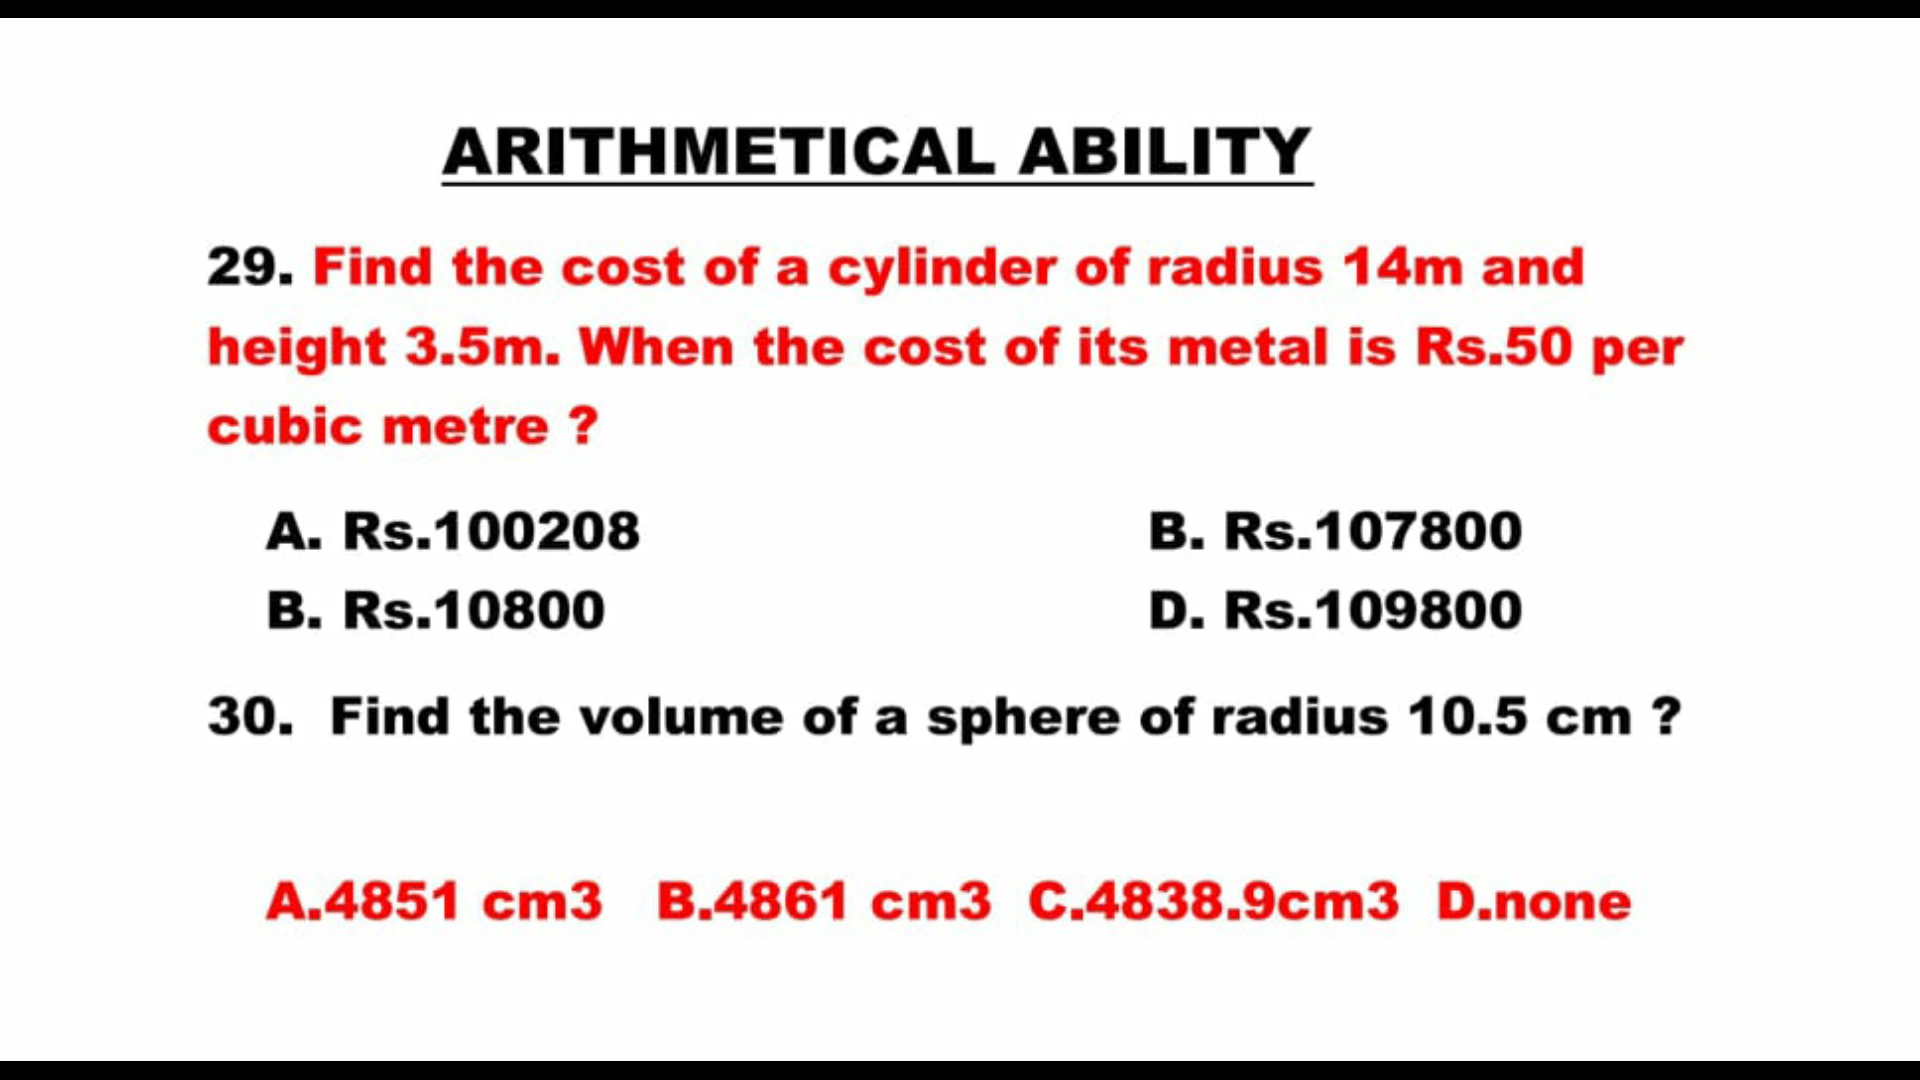 ARITHMETICAL ABILITY
29. Find the cost of a cylinder of radius 14m and
height 3.5m. When the cost of its metal is Rs.50 per
cubic metre ?
A. Rs.100208 B. Rs.107800
B. Rs.10800 D. Rs.109800
30. Find the volume of a sphere of radius 10.5 cm ?
A.4851 cm3 B.4861 cm3 C.4838.9cm3 D.none